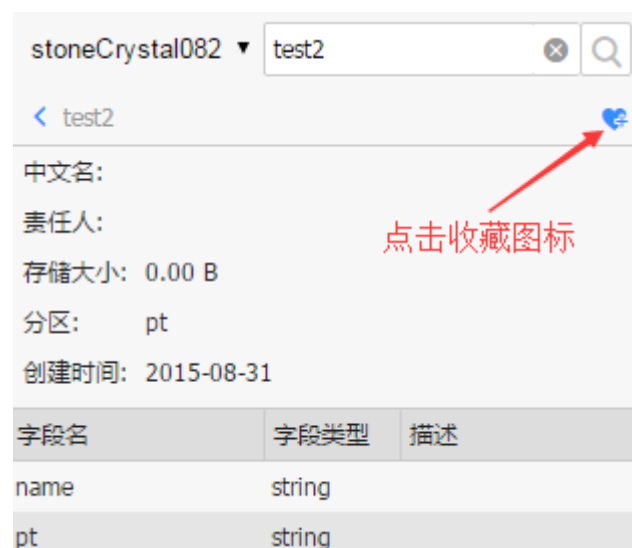 stoneCrystal082 ▼ test2
< test2
中文名:
责任人:
点击收藏图标
存储大小: 0.00 B
分区: pt
创建时间: 2015-08-31
字段名 字段类型 描述
name string
pt string